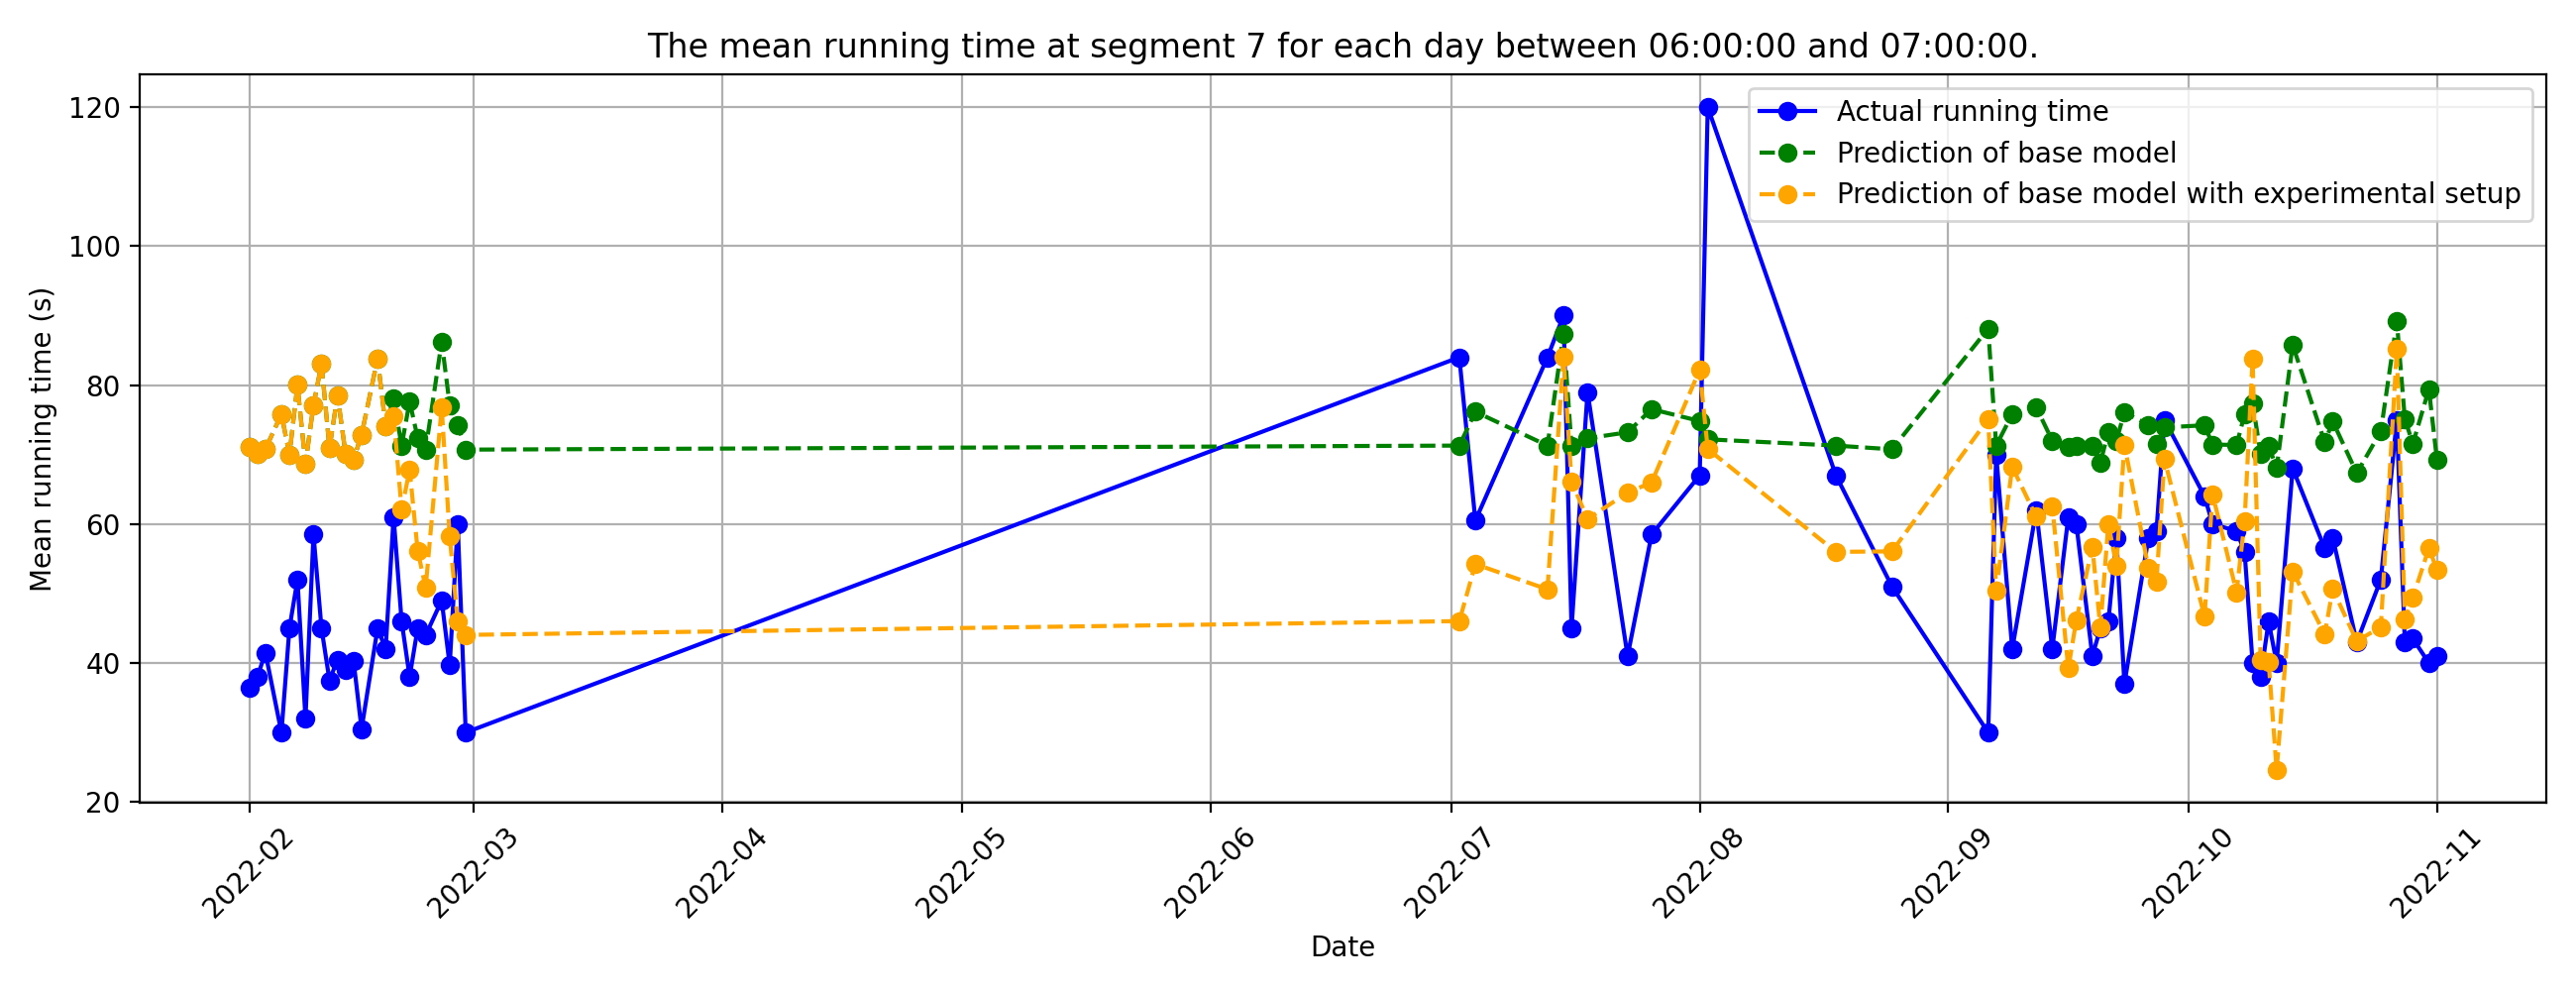 The mean running time at segment 7 for each day between 06:00:00 and 07:00:00.
Actual running time
Prediction of base model
Prediction of base model with experimental setup
Mean running time (s)
120
100
80
60
40
20
2022-02
2022-03
2022-04
2022-05
2022-06
2022-07
2022-08
2022-09
2022-10
2022-11
Date